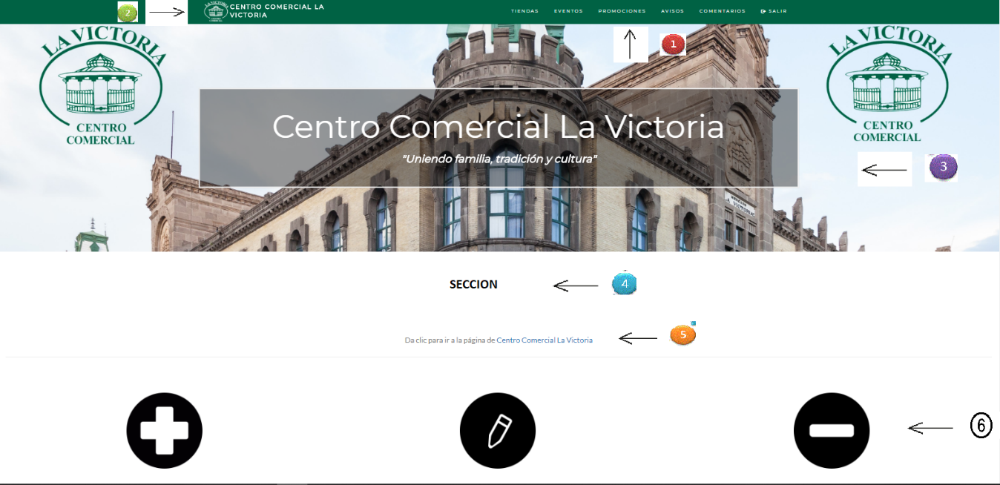 2
CENTRO COMERCIAL LA
VICTORIA
TIENDAS EVENTOS PROMOCIONES AVISOS COMENTARIOS SALIR
1
LA VICTORIA
CENTRO
COMERCIAL
LA VICTORIA
CENTRO
COMERCIAL
Centro Comercial La Victoria
"Uniendo familia, tradición y cultura"
3
SECCION
4
Da clic para ir a la página de Centro Comercial La Victoria
5
6